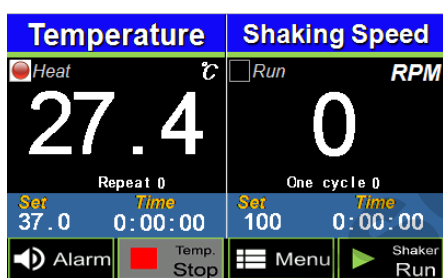 Temperature
Shaking Speed
Heat ℃
Run RPM
27.4
0
Repeat 0
One cycle 0
Set Time
37.0 0:00:00
Set Time
100 0:00:00
Alarm
Temp.
Stop
Menu
Shaker
Run